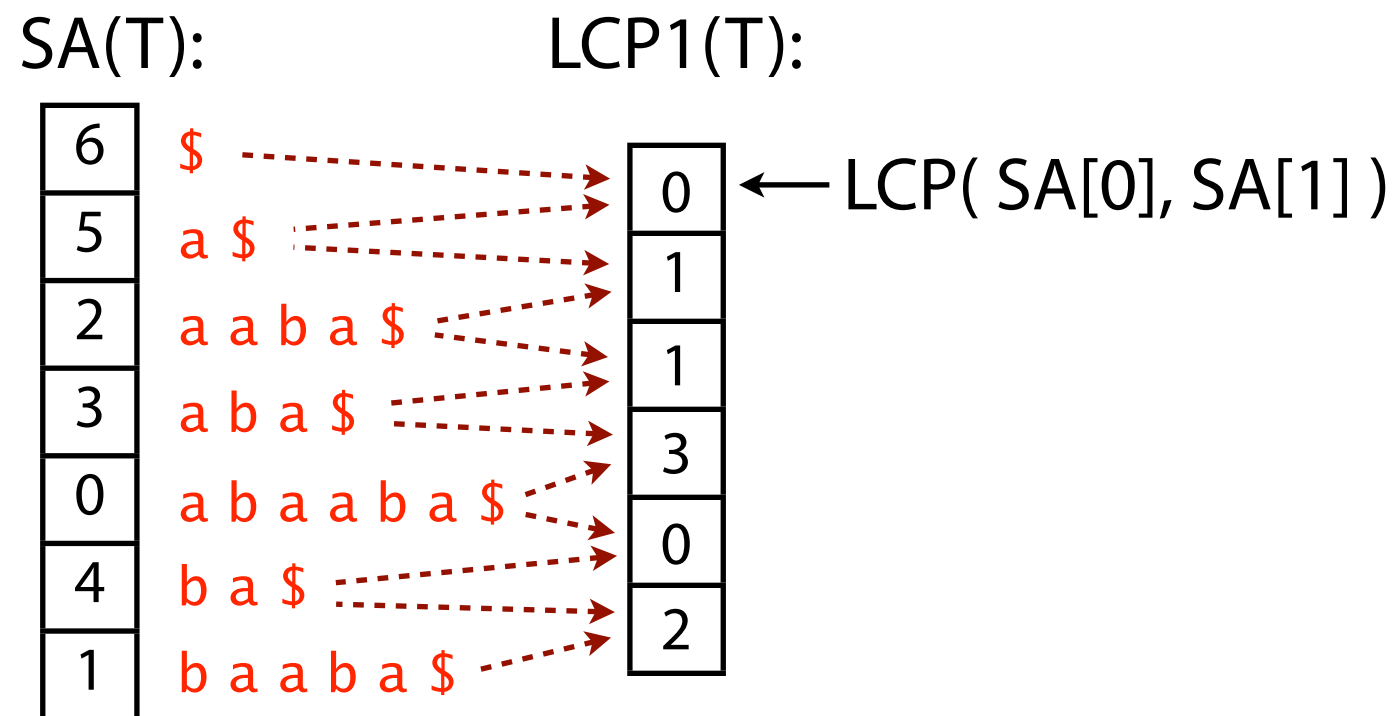 SA(T): LCP1(T):
6 $
0 LCP( SA[0], SA[1] )
5 a $
1
2 a a b a $
1
3 a b a $
3
0 a b a a b a $
0
4 b a $
2
1 b a a b a $